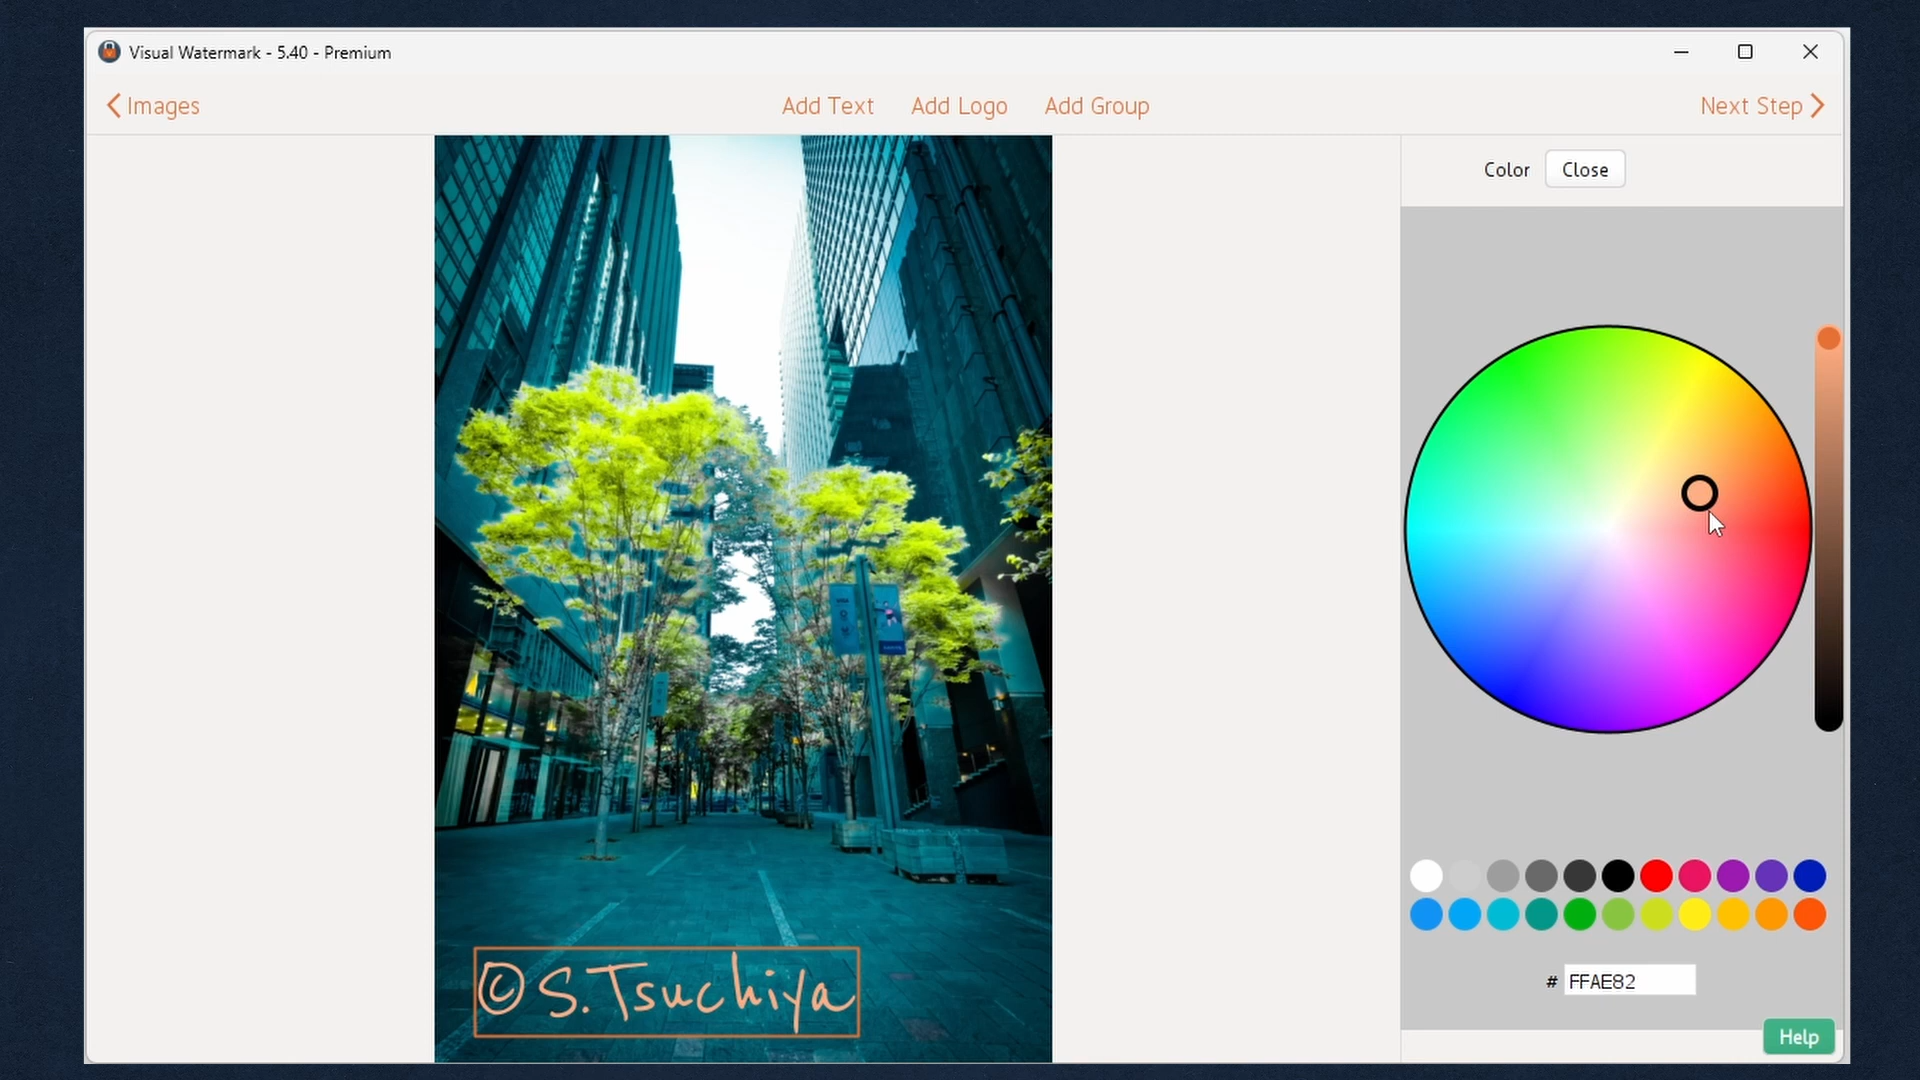 Visual Watermark - 5.40 - Premium
Images
Add Text
Add Logo
Add Group
Next Step
Color
Close
© S. Tsuchiya
# FFAE82
Help